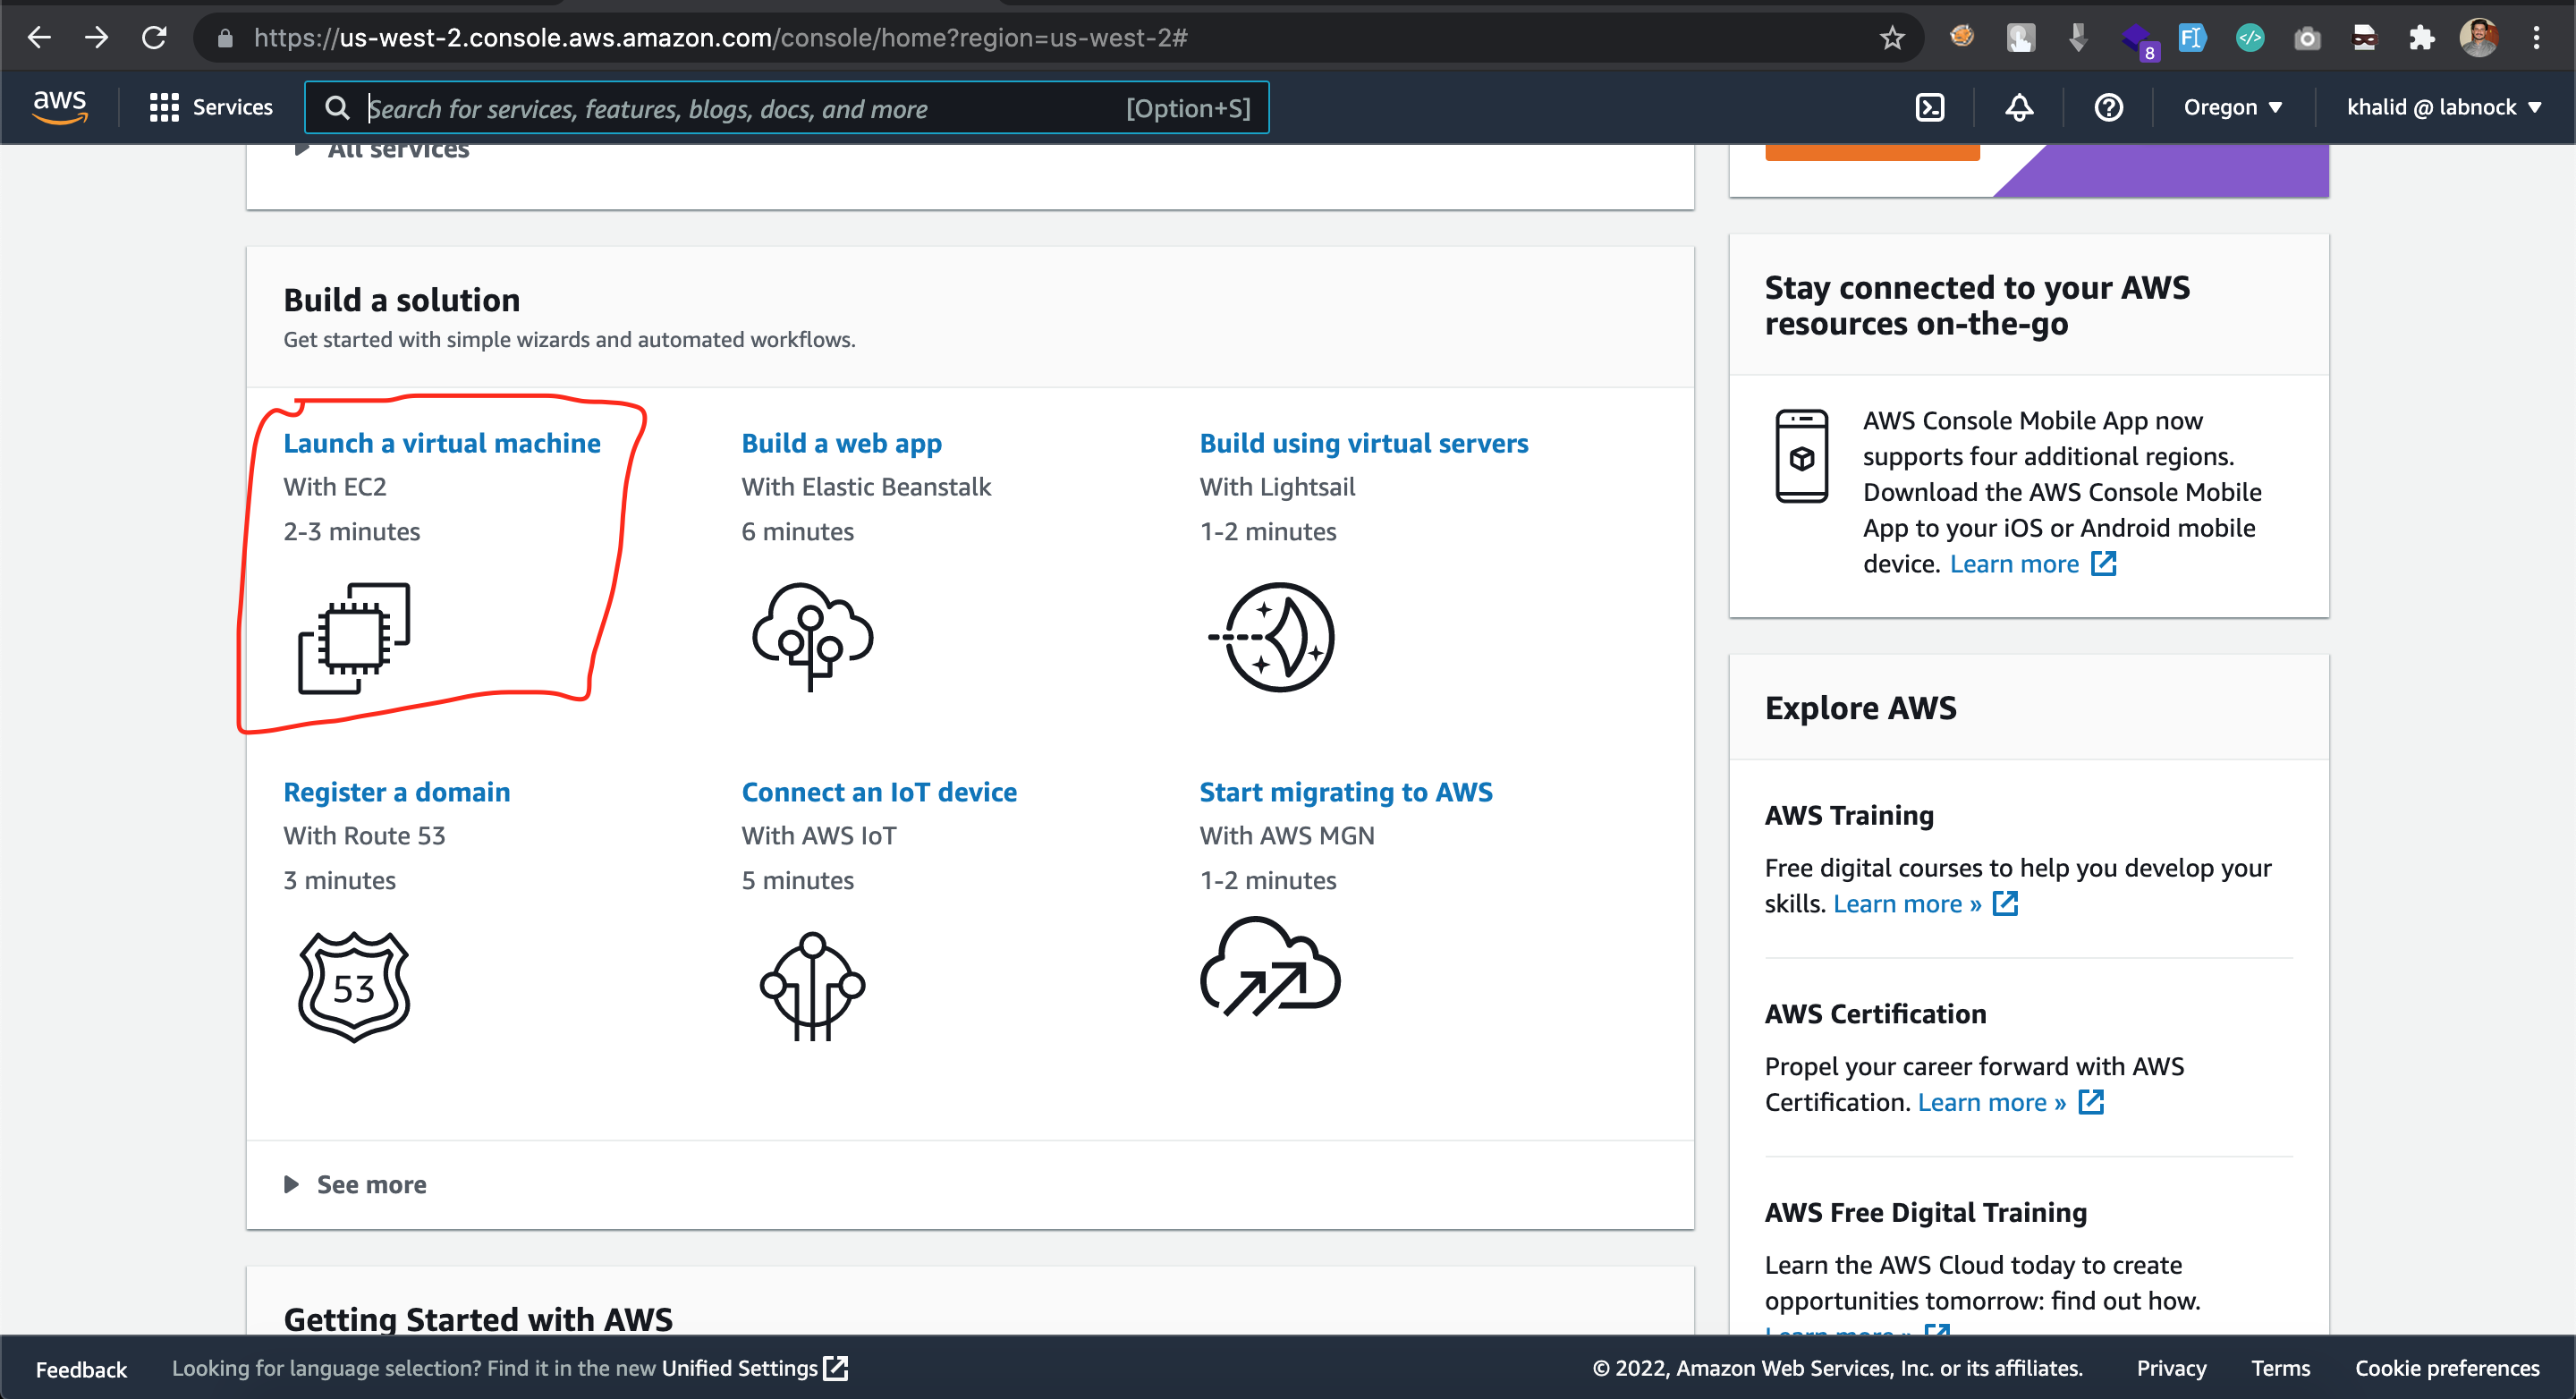 https://us-west-2.console.aws.amazon.com/console/home?region=us-west-2#
8
aws
Services
Search for services, features, blogs, docs, and more
[Option+S]
Oregon
khalid @ labnock
All services
Build a solution
Get started with simple wizards and automated workflows.
Launch a virtual machine
With EC2
2-3 minutes
Build a web app
With Elastic Beanstalk
6 minutes
Build using virtual servers
With Lightsail
1-2 minutes
Register a domain
With Route 53
3 minutes
53
Connect an IoT device
With AWS IoT
5 minutes
Start migrating to AWS
With AWS MGN
1-2 minutes
See more
Getting Started with AWS
Stay connected to your AWS
resources on-the-go
AWS Console Mobile App now
supports four additional regions.
Download the AWS Console Mobile
App to your iOS or Android mobile
device. Learn more
Explore AWS
AWS Training
Free digital courses to help you develop your
skills. Learn more »
AWS Certification
Propel your career forward with AWS
Certification. Learn more »
AWS Free Digital Training
Learn the AWS Cloud today to create
opportunities tomorrow: find out how.
Learn more »
Feedback
Looking for language selection? Find it in the new Unified Settings
© 2022, Amazon Web Services, Inc. or its affiliates.
Privacy
Terms
Cookie preferences